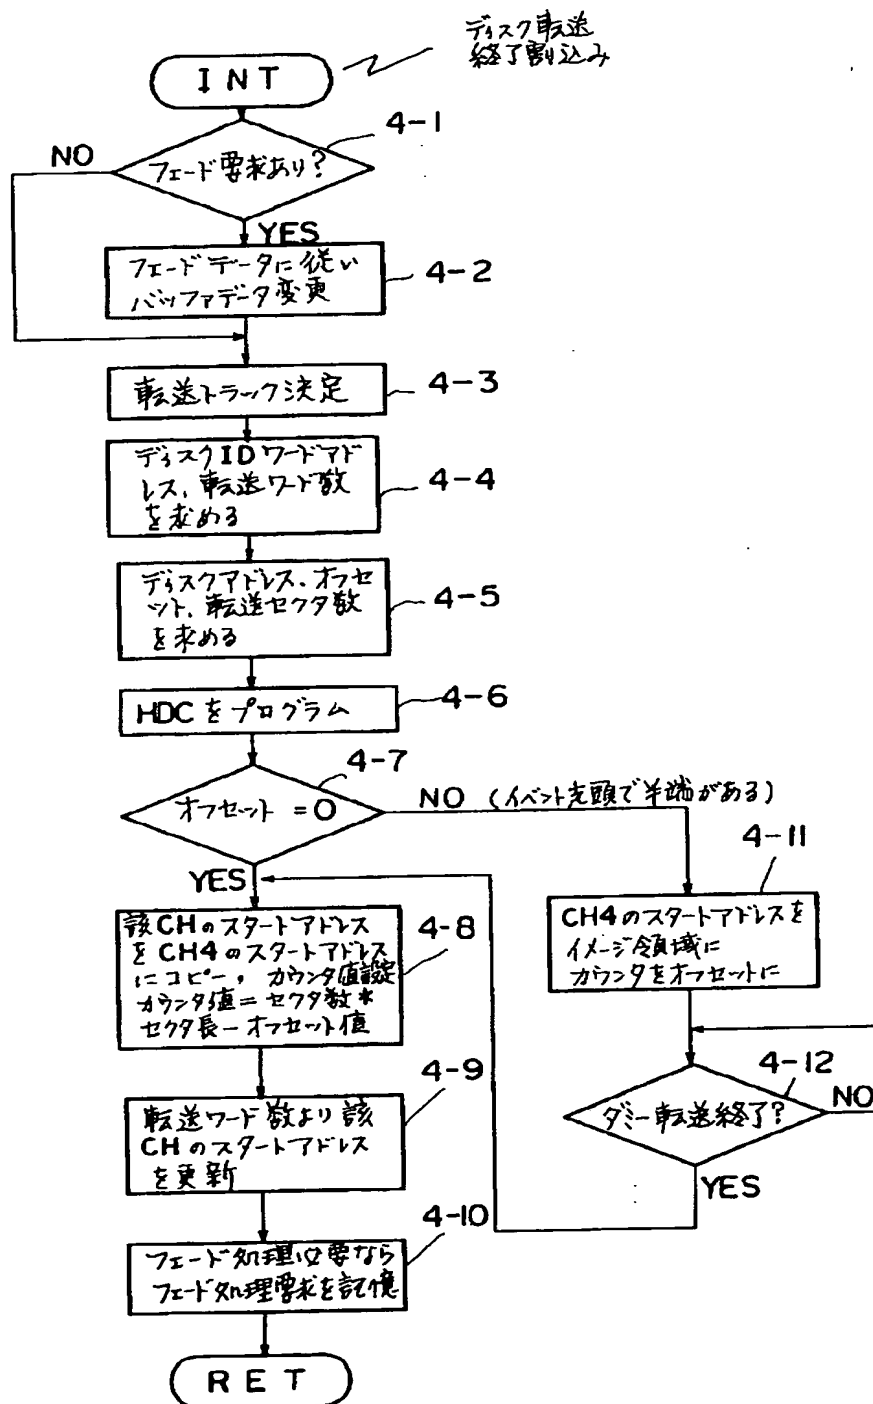 ディスク転送
終了割り込み
INT
4-1
NO
フェード要求あり?
YES
フェードデータに従い
バッファデータ変更
4-2
転送トラック決定
4-3
ディスクIDワードアド
レス、転送ワード数
を求める
4-4
ディスクアドレス、オフセ
ット、転送セクタ数
を求める
4-5
HDCをプログラム
4-6
4-7
オフセット = 0
NO (イベント先頭で半端がある)
YES
4-11
CH4のスタートアドレスを
イメージ領域に
カウンタをオフセットに
該CHのスタートアドレス
をCH4のスタートアドレス
にコピー, カウンタ値設定
カウンタ値=セクタ数*
セクタ長-オフセット値
4-8
4-12
ダミー転送終了?
NO
YES
4-9
転送ワード数より該
CHのスタートアドレス
を更新
4-10
フェード処理必要なら
フェード処理要求を記憶
RET